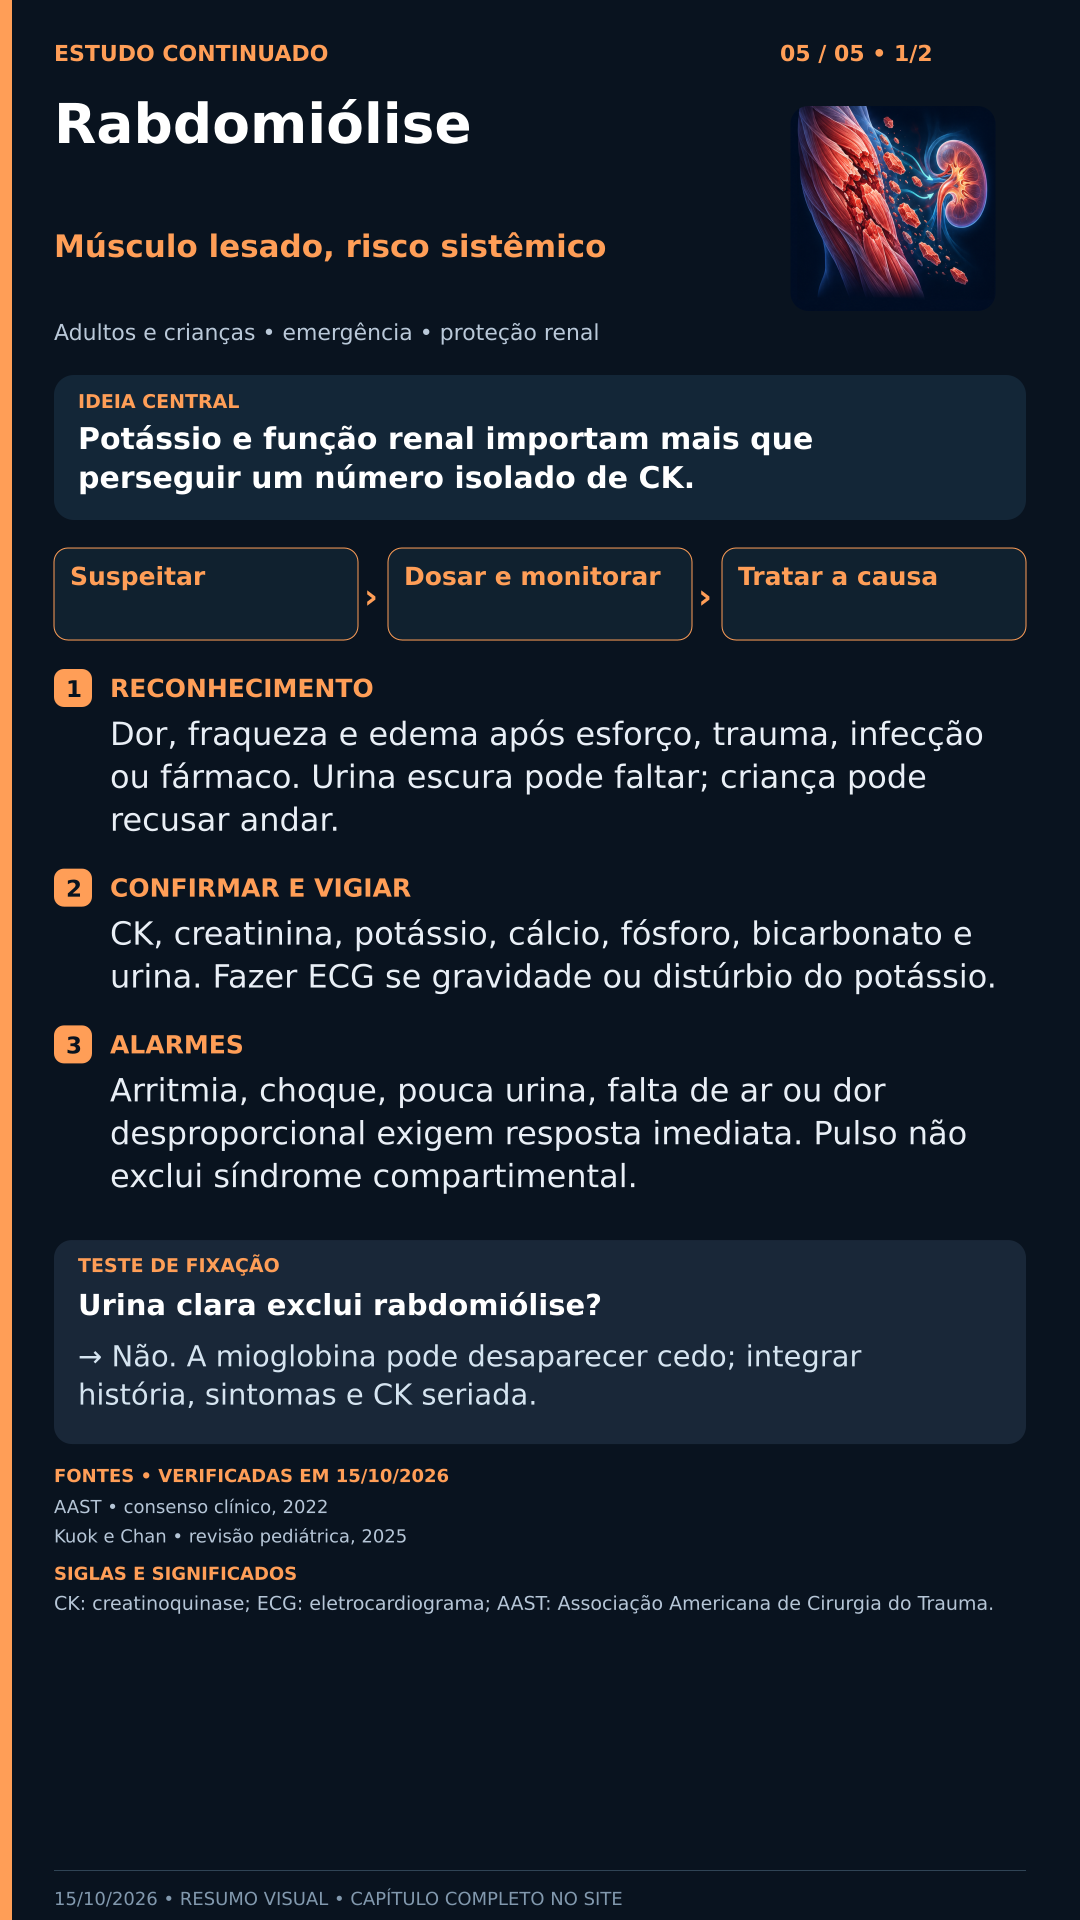 ESTUDO CONTINUADO
05 / 05 • 1/2
Rabdomiólise
Músculo lesado, risco sistêmico
Adultos e crianças • emergência • proteção renal
IDEIA CENTRAL
Potássio e função renal importam mais que
perseguir um número isolado de CK.
Suspeitar
›
Dosar e monitorar
›
Tratar a causa
1
RECONHECIMENTO
Dor, fraqueza e edema após esforço, trauma, infecção
ou fármaco. Urina escura pode faltar; criança pode
recusar andar.
2
CONFIRMAR E VIGIAR
CK, creatinina, potássio, cálcio, fósforo, bicarbonato e
urina. Fazer ECG se gravidade ou distúrbio do potássio.
3
ALARMES
Arritmia, choque, pouca urina, falta de ar ou dor
desproporcional exigem resposta imediata. Pulso não
exclui síndrome compartimental.
TESTE DE FIXAÇÃO
Urina clara exclui rabdomiólise?
→ Não. A mioglobina pode desaparecer cedo; integrar
história, sintomas e CK seriada.
FONTES • VERIFICADAS EM 15/10/2026
AAST • consenso clínico, 2022
Kuok e Chan • revisão pediátrica, 2025
SIGLAS E SIGNIFICADOS
CK: creatinoquinase; ECG: eletrocardiograma; AAST: Associação Americana de Cirurgia do Trauma.
15/10/2026 • RESUMO VISUAL • CAPÍTULO COMPLETO NO SITE